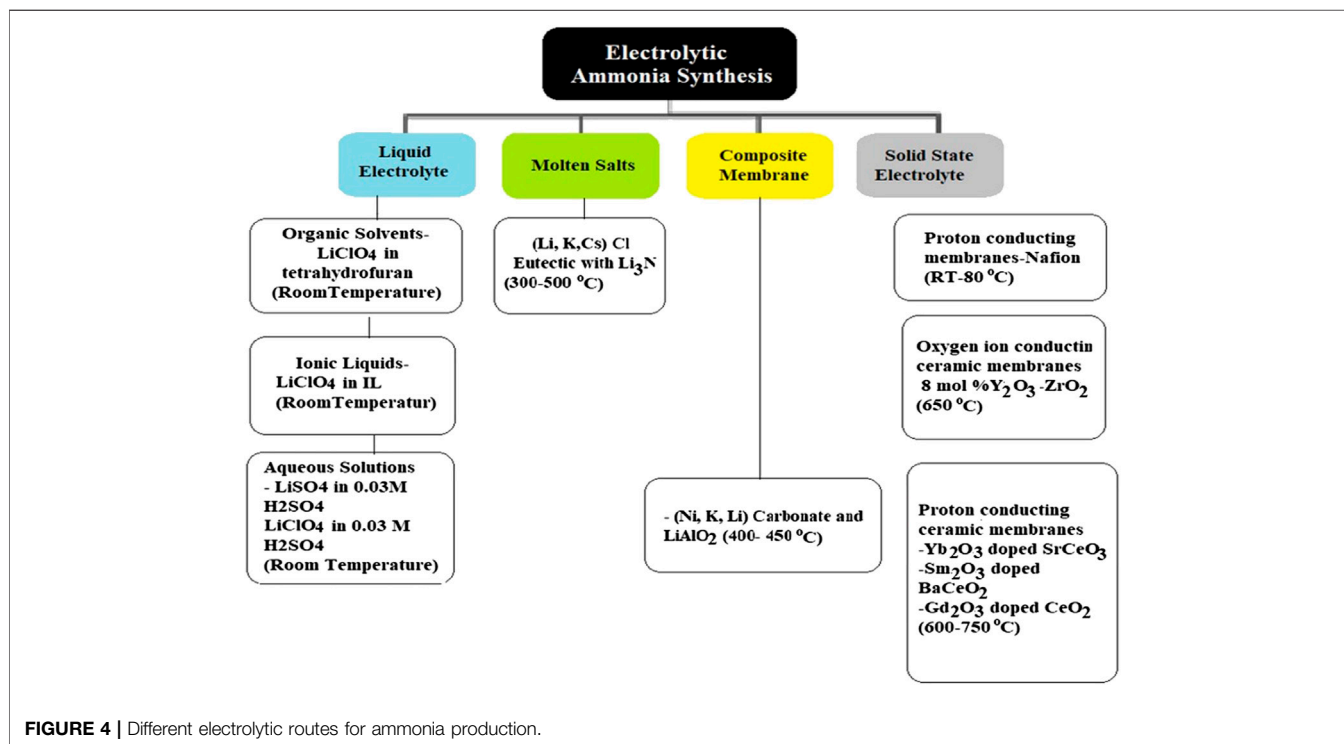 Electrolytic
Ammonia Synthesis
Liquid
Electrolyte
Molten Salts
Composite
Membrane
Solid State
Electrolyte
Organic Solvents-
LiClO4 in
tetrahydrofuran
(RoomTemperature)
Ionic Liquids-
LiClO4 in IL
(RoomTemperatur)
Aqueous Solutions
- LiSO4 in 0.03M
H2SO4
LiClO4 in 0.03 M
H2SO4
(Room Temperature)
(Li, K,Cs) Cl
Eutectic with Li3N
(300-500 °C)
- (Ni, K, Li) Carbonate and
LiAlO2 (400- 450 °C)
Proton conducting
membranes-Nafion
(RT-80 °C)
Oxygen ion conductin
ceramic membranes
8 mol %Y2O3 -ZrO2
(650 °C)
Proton conducting
ceramic membranes
-Yb2O3 doped SrCeO3
-Sm2O3 doped
BaCeO2
-Gd2O3 doped CeO2
(600-750 °C)
FIGURE 4 | Different electrolytic routes for ammonia production.